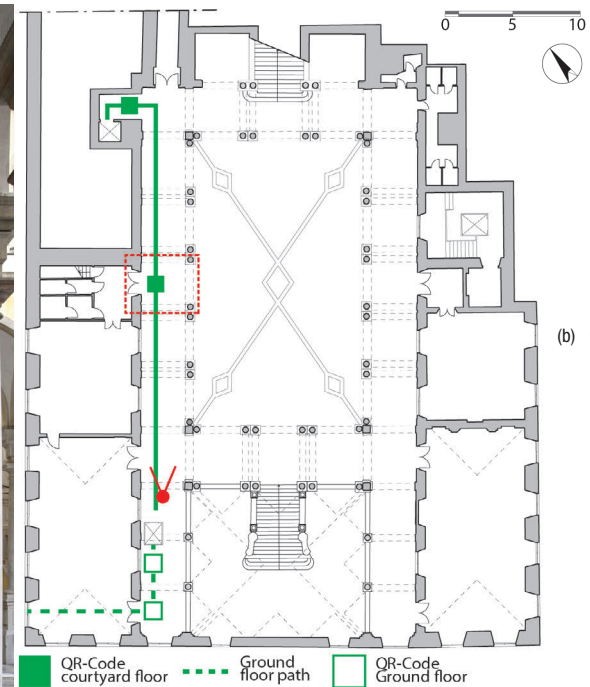 0 5 10
(b)
QR-Code
courtyard floor
Ground
floor path
QR-Code
Ground floor